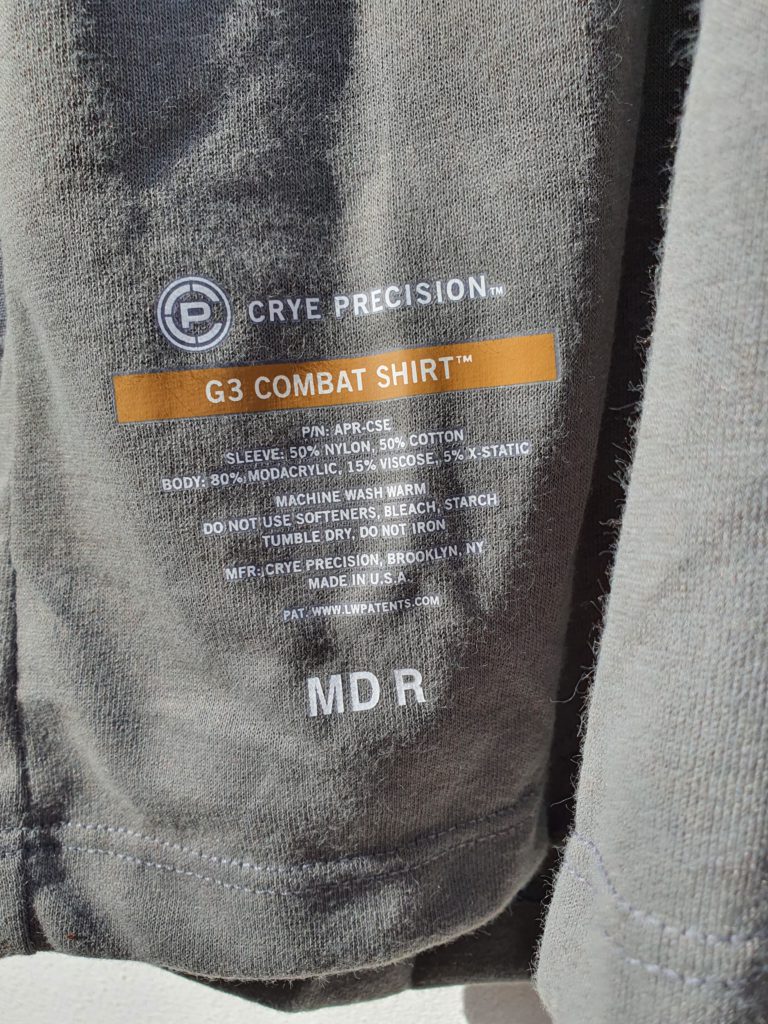 CP CRYE PRECISION™
G3 COMBAT SHIRT™
P/N: APR-CSE
SLEEVE: 50% NYLON, 50% COTTON
BODY: 80% MODACRYLIC, 15% VISCOSE, 5% X-STATIC
MACHINE WASH WARM
DO NOT USE SOFTENERS, BLEACH, STARCH
TUMBLE DRY, DO NOT IRON
MFR: CRYE PRECISION, BROOKLYN, NY
MADE IN U.S.A.
PAT. WWW.LWPATENTS.COM
MD R